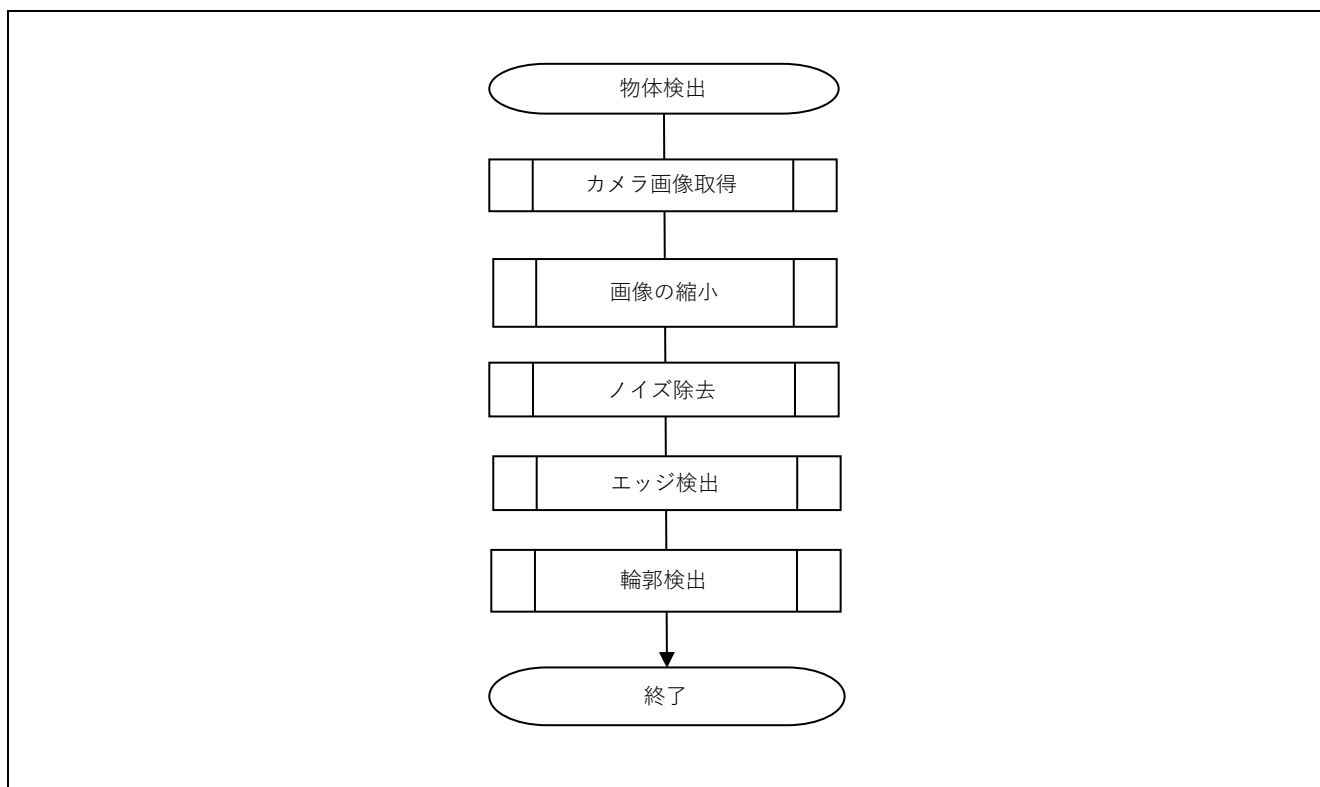 物体検出
カメラ画像取得
画像の縮小
ノイズ除去
エッジ検出
輪郭検出
終了